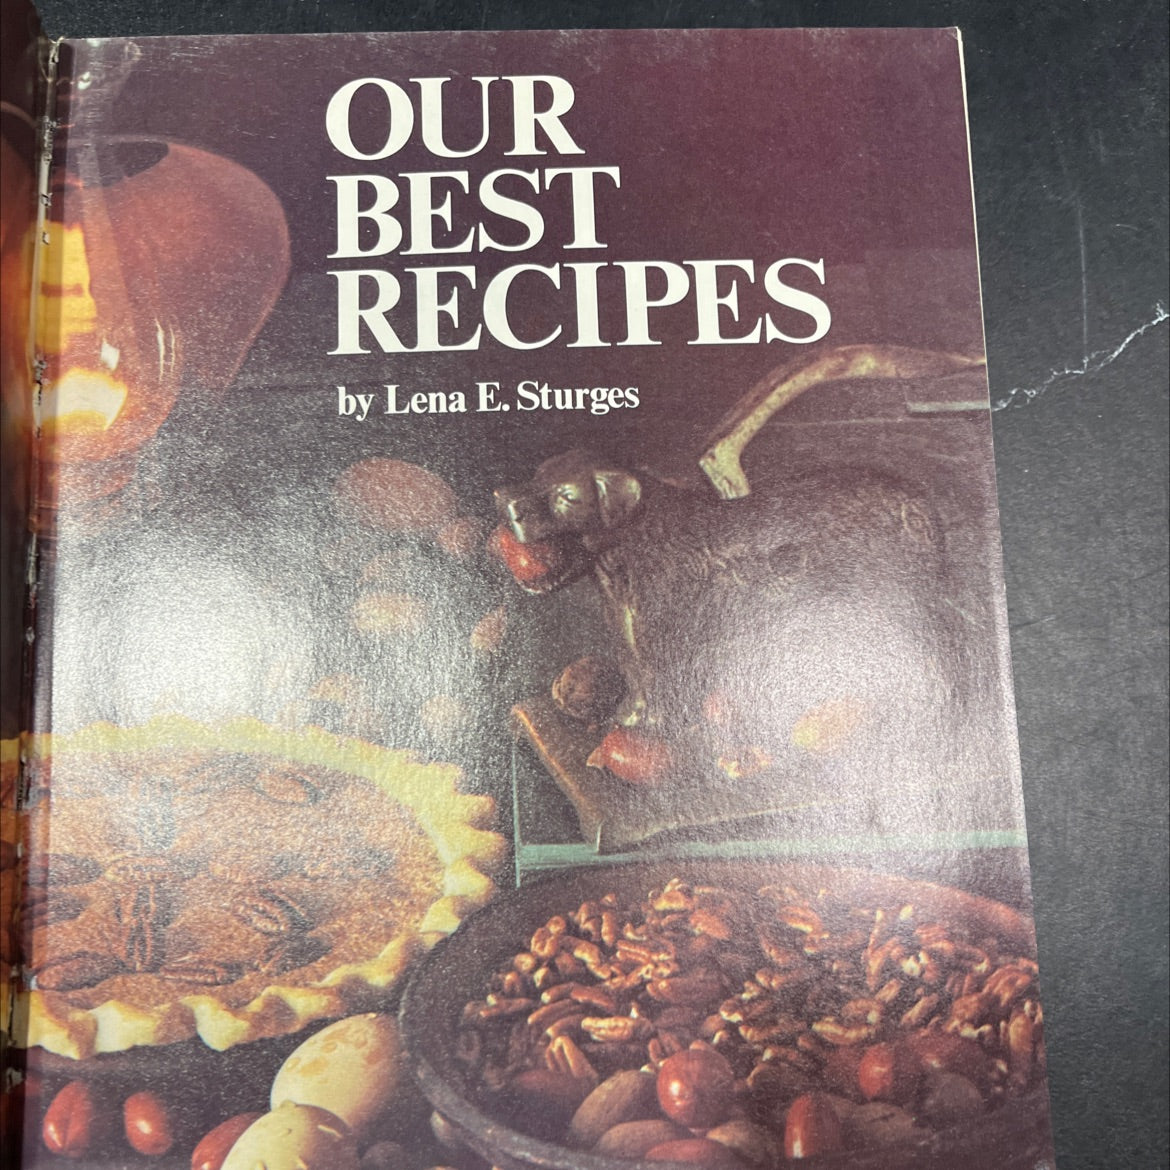 OUR
BEST
RECIPES
by Lena E. Sturges